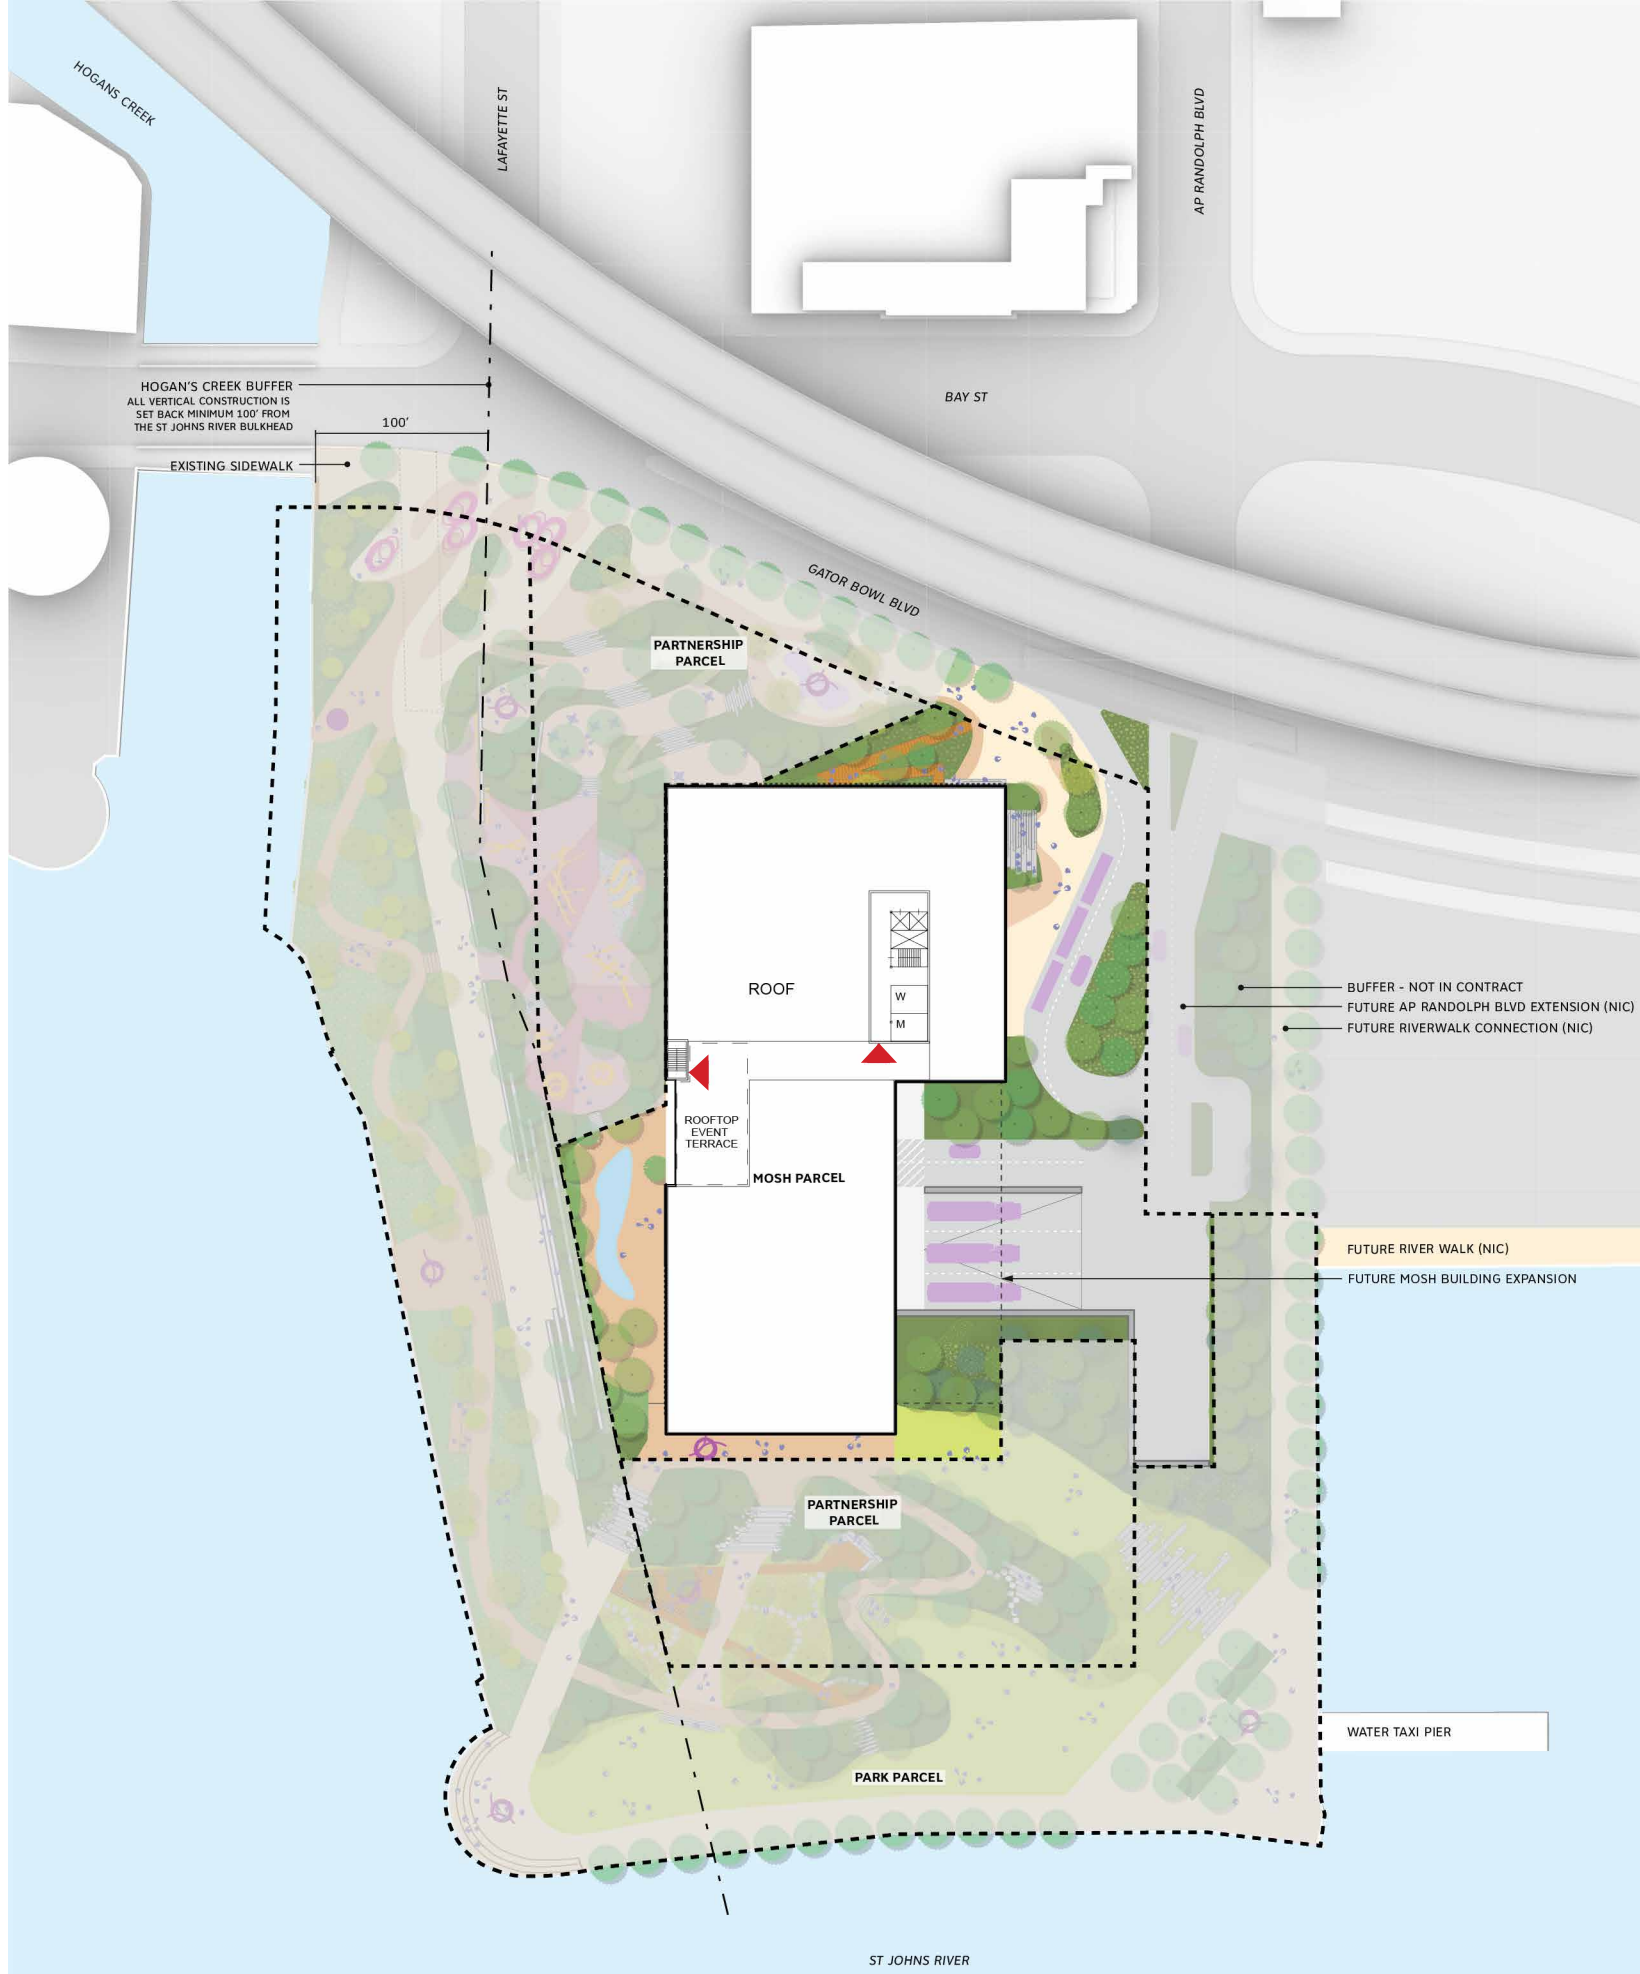 HOGANS CREEK
LAFAYETTE ST
AP RANDOLPH BLVD
HOGAN'S CREEK BUFFER
ALL VERTICAL CONSTRUCTION IS
SET BACK MINIMUM 100' FROM
THE ST JOHNS RIVER BULKHEAD
BAY ST
100'
EXISTING SIDEWALK
GATOR BOWL BLVD
PARTNERSHIP
PARCEL
ROOF
W
M
BUFFER - NOT IN CONTRACT
FUTURE AP RANDOLPH BLVD EXTENSION (NIC)
FUTURE RIVERWALK CONNECTION (NIC)
ROOFTOP
EVENT
TERRACE
MOSH PARCEL
FUTURE RIVER WALK (NIC)
FUTURE MOSH BUILDING EXPANSION
PARTNERSHIP
PARCEL
WATER TAXI PIER
PARK PARCEL
ST JOHNS RIVER